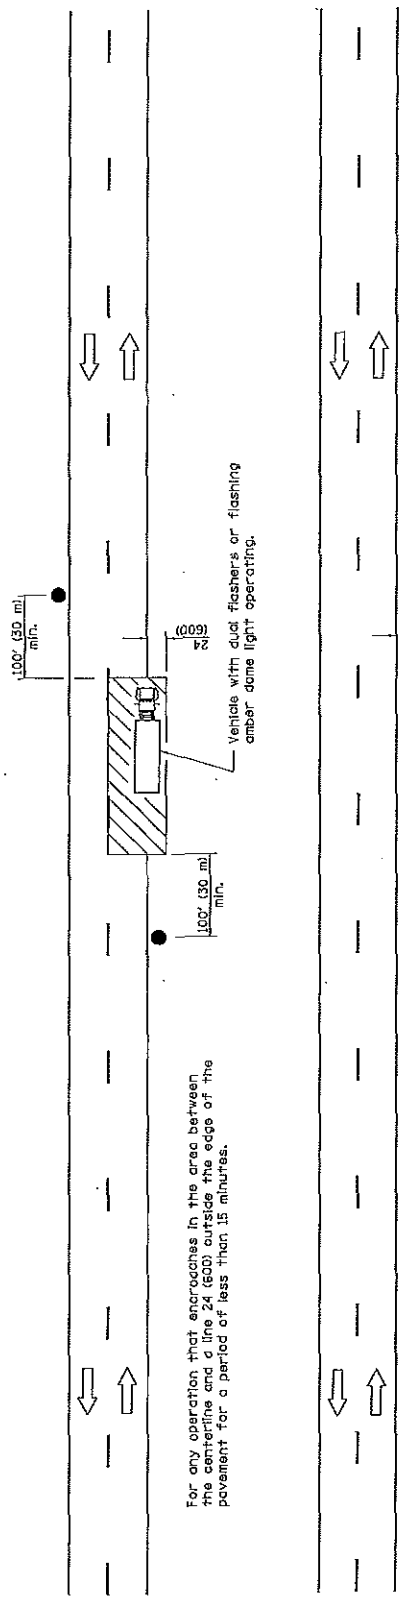 100' (30 m)
min.
24
(600)
Vehicle with dual flashers or flashing
amber dome light operating.
100' (30 m)
min.
For any operation that encroaches in the area between
the centerline and a line 24 (600) outside the edge of the
pavement for a period of less than 15 minutes.